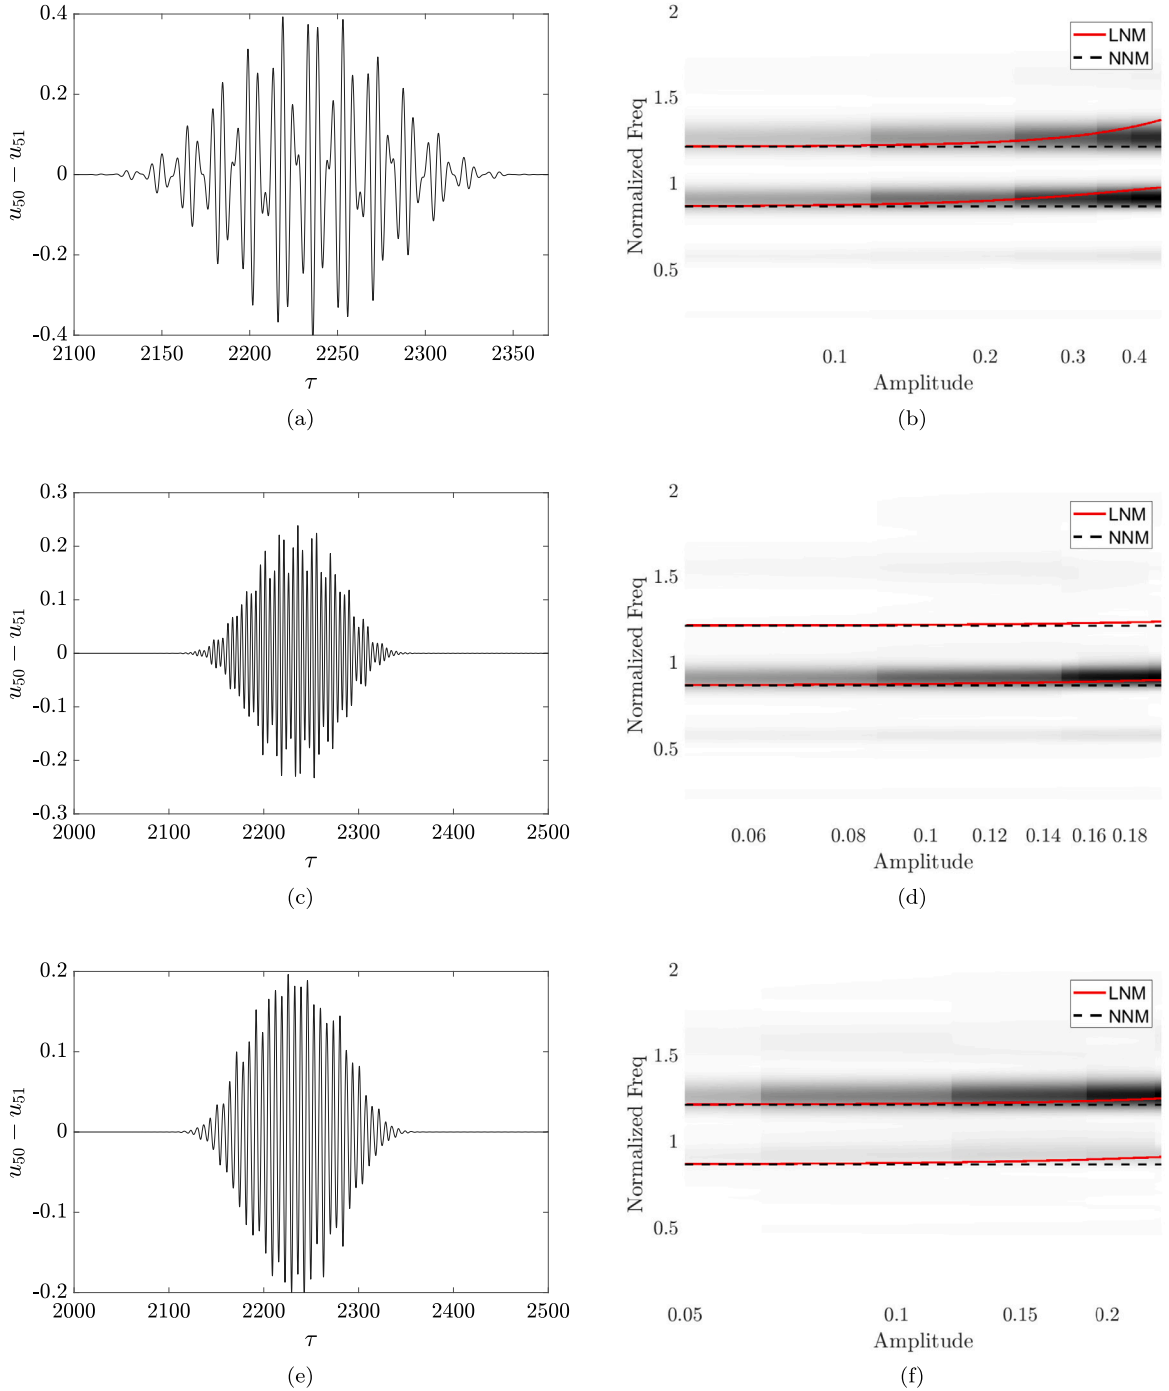 0.4
0.2
0
-0.2
-0.4
u50 − u51
2100 2150 2200 2250 2300 2350
τ
(a)
2
1.5
1
0.5
Normalized Freq
LNM
NNM
0.1 0.2 0.3 0.4
Amplitude
(b)
0.3
0.2
0.1
0
-0.1
-0.2
-0.3
u50 − u51
2000 2100 2200 2300 2400 2500
τ
(c)
2
1.5
1
0.5
Normalized Freq
LNM
NNM
0.06 0.08 0.1 0.12 0.14 0.16 0.18
Amplitude
(d)
0.2
0.1
0
-0.1
-0.2
u50 − u51
2000 2100 2200 2300 2400 2500
τ
(e)
2
1.5
1
0.5
Normalized Freq
LNM
NNM
0.05 0.1 0.15 0.2
Amplitude
(f)